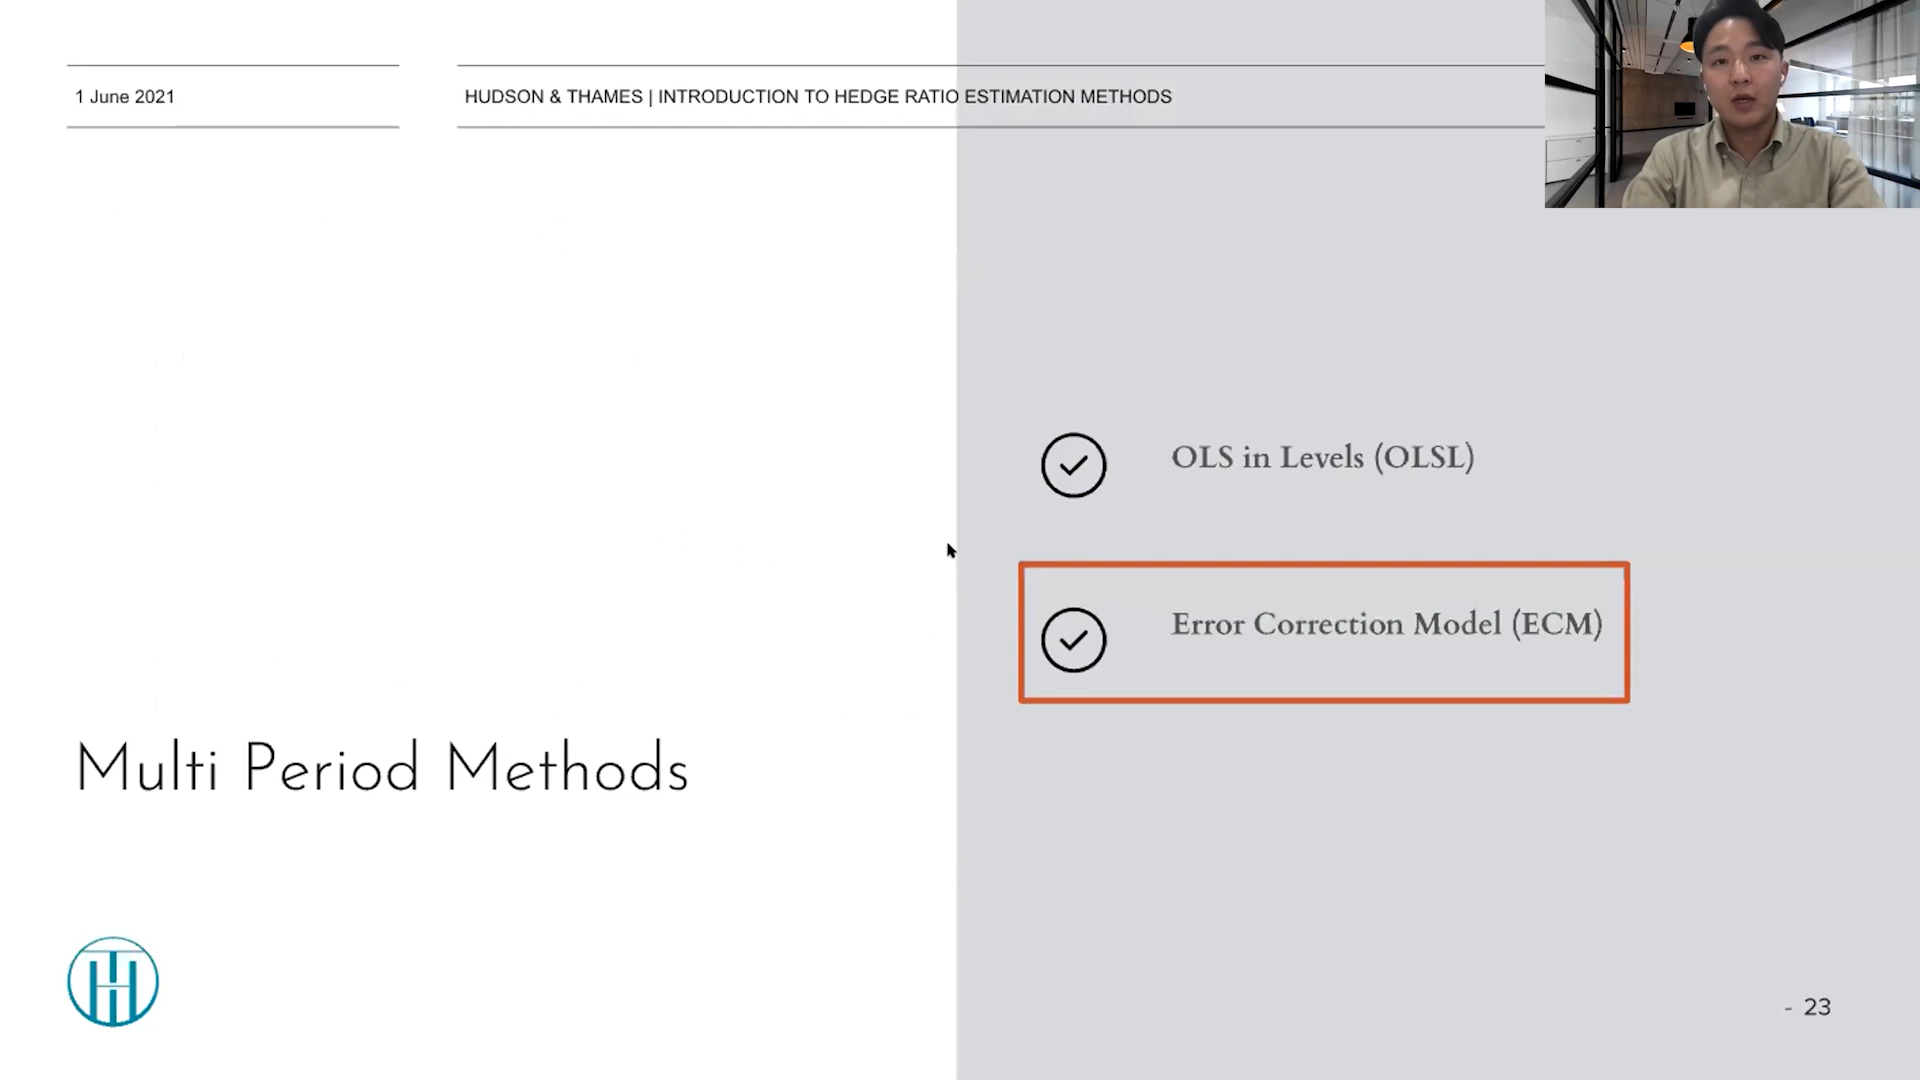 1 June 2021
HUDSON & THAMES | INTRODUCTION TO HEDGE RATIO ESTIMATION METHODS
OLS in Levels (OLSL)
Error Correction Model (ECM)
Multi Period Methods
- 23